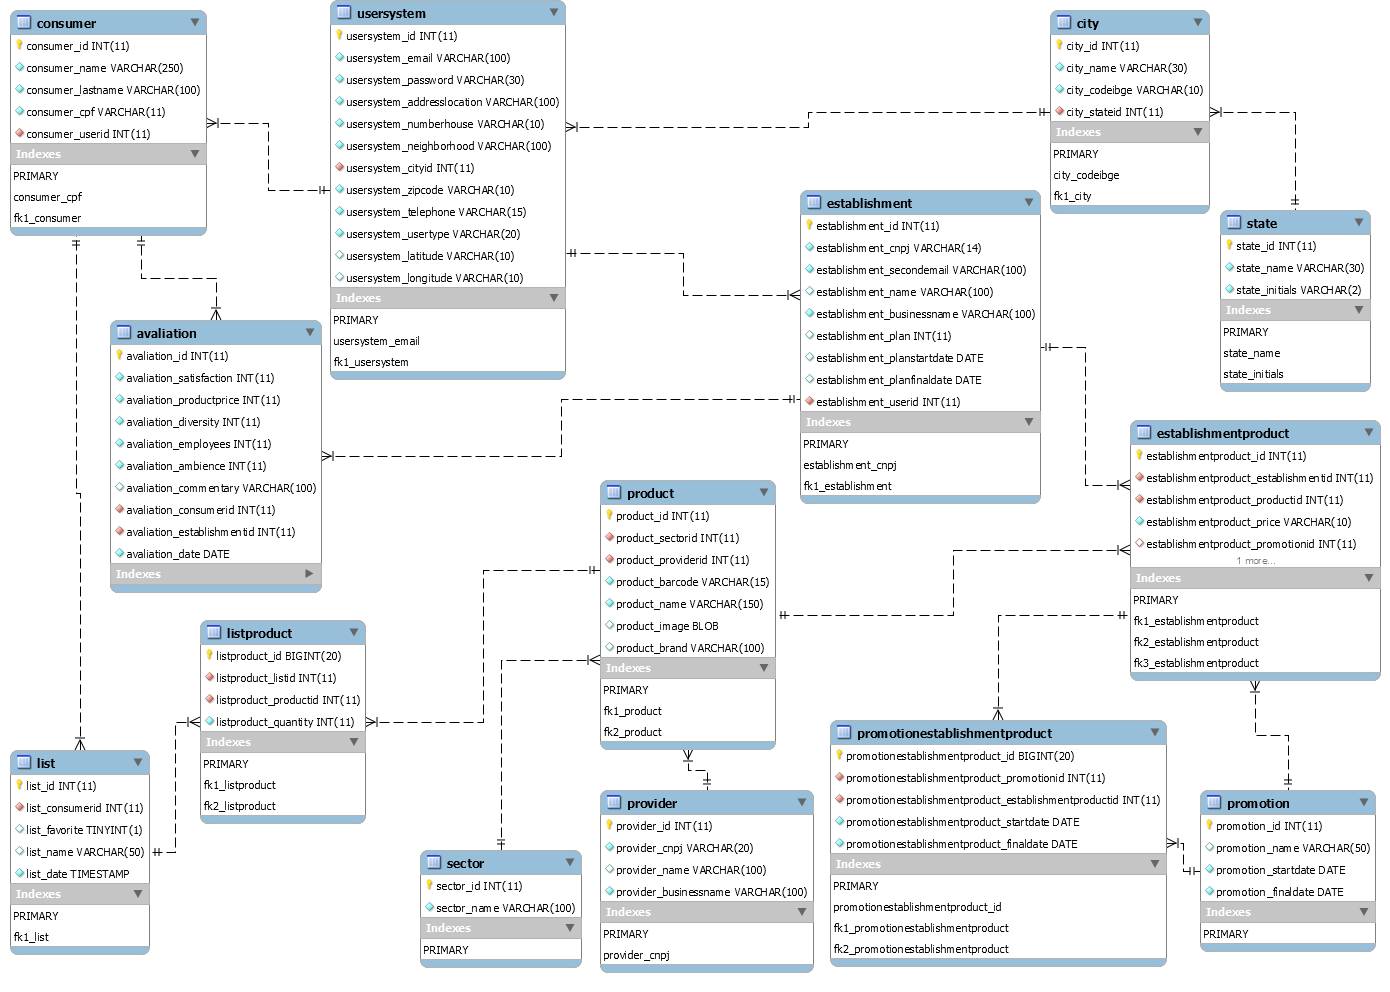 consumer
consumer_id INT(11)
consumer_name VARCHAR(250)
consumer_lastname VARCHAR(100)
consumer_cpf VARCHAR(11)
consumer_userid INT(11)
Indexes
PRIMARY
consumer_cpf
fk1_consumer
usersystem
usersystem_id INT(11)
usersystem_email VARCHAR(100)
usersystem_password VARCHAR(30)
usersystem_addresslocation VARCHAR(100)
usersystem_numberhouse VARCHAR(10)
usersystem_neighborhood VARCHAR(100)
usersystem_cityid INT(11)
usersystem_zipcode VARCHAR(10)
usersystem_telephone VARCHAR(15)
usersystem_usertype VARCHAR(20)
usersystem_latitude VARCHAR(10)
usersystem_longitude VARCHAR(10)
Indexes
PRIMARY
usersystem_email
fk1_usersystem
city
city_id INT(11)
city_name VARCHAR(30)
city_codeibge VARCHAR(10)
city_stateid INT(11)
Indexes
PRIMARY
city_codeibge
fk1_city
establishment
establishment_id INT(11)
establishment_cnpj VARCHAR(14)
establishment_secondemail VARCHAR(100)
establishment_name VARCHAR(100)
establishment_businessname VARCHAR(100)
establishment_plan INT(11)
establishment_planstartdate DATE
establishment_planfinaldate DATE
establishment_userid INT(11)
Indexes
PRIMARY
establishment_cnpj
fk1_establishment
state
state_id INT(11)
state_name VARCHAR(30)
state_initials VARCHAR(2)
Indexes
PRIMARY
state_name
state_initials
avaliation
avaliation_id INT(11)
avaliation_satisfaction INT(11)
avaliation_productprice INT(11)
avaliation_diversity INT(11)
avaliation_employees INT(11)
avaliation_ambience INT(11)
avaliation_commentary VARCHAR(100)
avaliation_consumerid INT(11)
avaliation_establishmentid INT(11)
avaliation_date DATE
Indexes
establishmentproduct
establishmentproduct_id INT(11)
establishmentproduct_establishmentid INT(11)
establishmentproduct_productid INT(11)
establishmentproduct_price VARCHAR(10)
establishmentproduct_promotionid INT(11)
1 more...
Indexes
PRIMARY
fk1_establishmentproduct
fk2_establishmentproduct
fk3_establishmentproduct
product
product_id INT(11)
product_sectorid INT(11)
product_providerid INT(11)
product_barcode VARCHAR(15)
product_name VARCHAR(150)
product_image BLOB
product_brand VARCHAR(100)
Indexes
PRIMARY
fk1_product
fk2_product
listproduct
listproduct_id BIGINT(20)
listproduct_listid INT(11)
listproduct_productid INT(11)
listproduct_quantity INT(11)
Indexes
PRIMARY
fk1_listproduct
fk2_listproduct
list
list_id INT(11)
list_consumerid INT(11)
list_favorite TINYINT(1)
list_name VARCHAR(50)
list_date TIMESTAMP
Indexes
PRIMARY
fk1_list
sector
sector_id INT(11)
sector_name VARCHAR(100)
Indexes
PRIMARY
provider
provider_id INT(11)
provider_cnpj VARCHAR(20)
provider_name VARCHAR(100)
provider_businessname VARCHAR(100)
Indexes
PRIMARY
provider_cnpj
promotionestablishmentproduct
promotionestablishmentproduct_id BIGINT(20)
promotionestablishmentproduct_promotionid INT(11)
promotionestablishmentproduct_establishmentproductid INT(11)
promotionestablishmentproduct_startdate DATE
promotionestablishmentproduct_finaldate DATE
Indexes
PRIMARY
promotionestablishmentproduct_id
fk1_promotionestablishmentproduct
fk2_promotionestablishmentproduct
promotion
promotion_id INT(11)
promotion_name VARCHAR(50)
promotion_startdate DATE
promotion_finaldate DATE
Indexes
PRIMARY